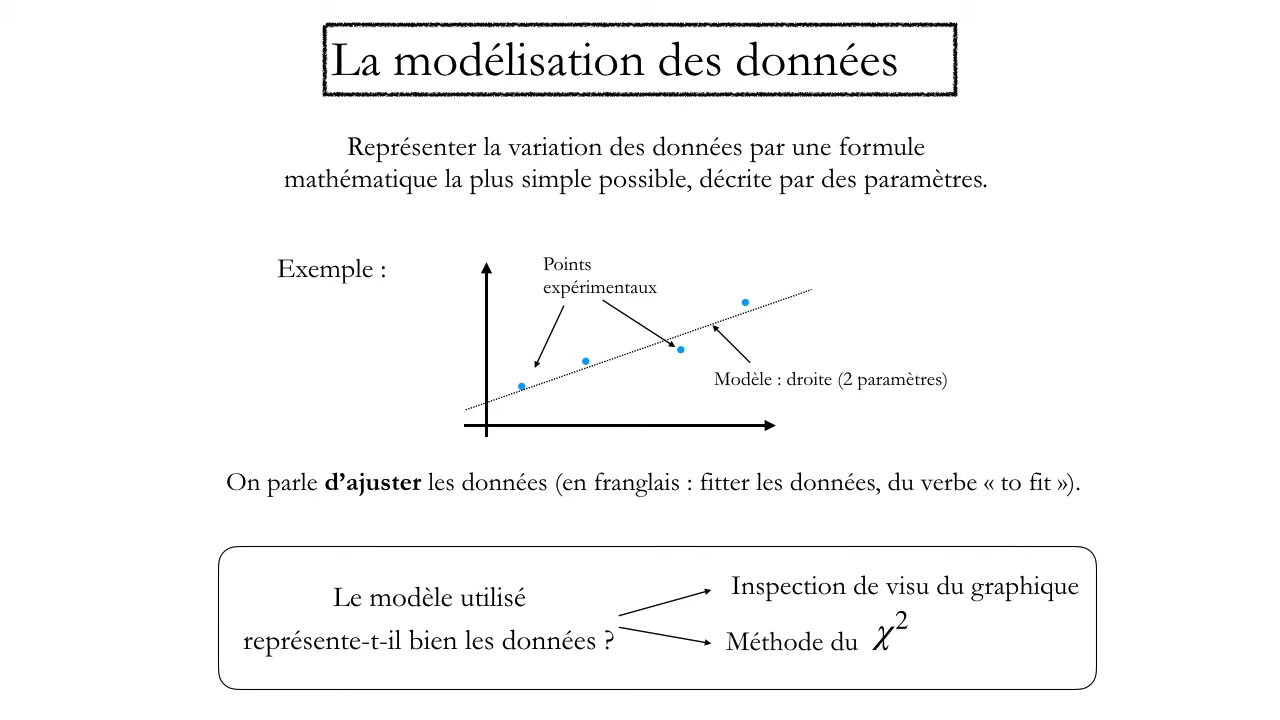 La modélisation des données
Représenter la variation des données par une formule
mathématique la plus simple possible, décrite par des paramètres.
Exemple :
Points
expérimentaux
Modèle : droite (2 paramètres)
On parle d’ajuster les données (en franglais : fitter les données, du verbe « to fit »).
Le modèle utilisé
représente-t-il bien les données ?
Inspection de visu du graphique
Méthode du χ²